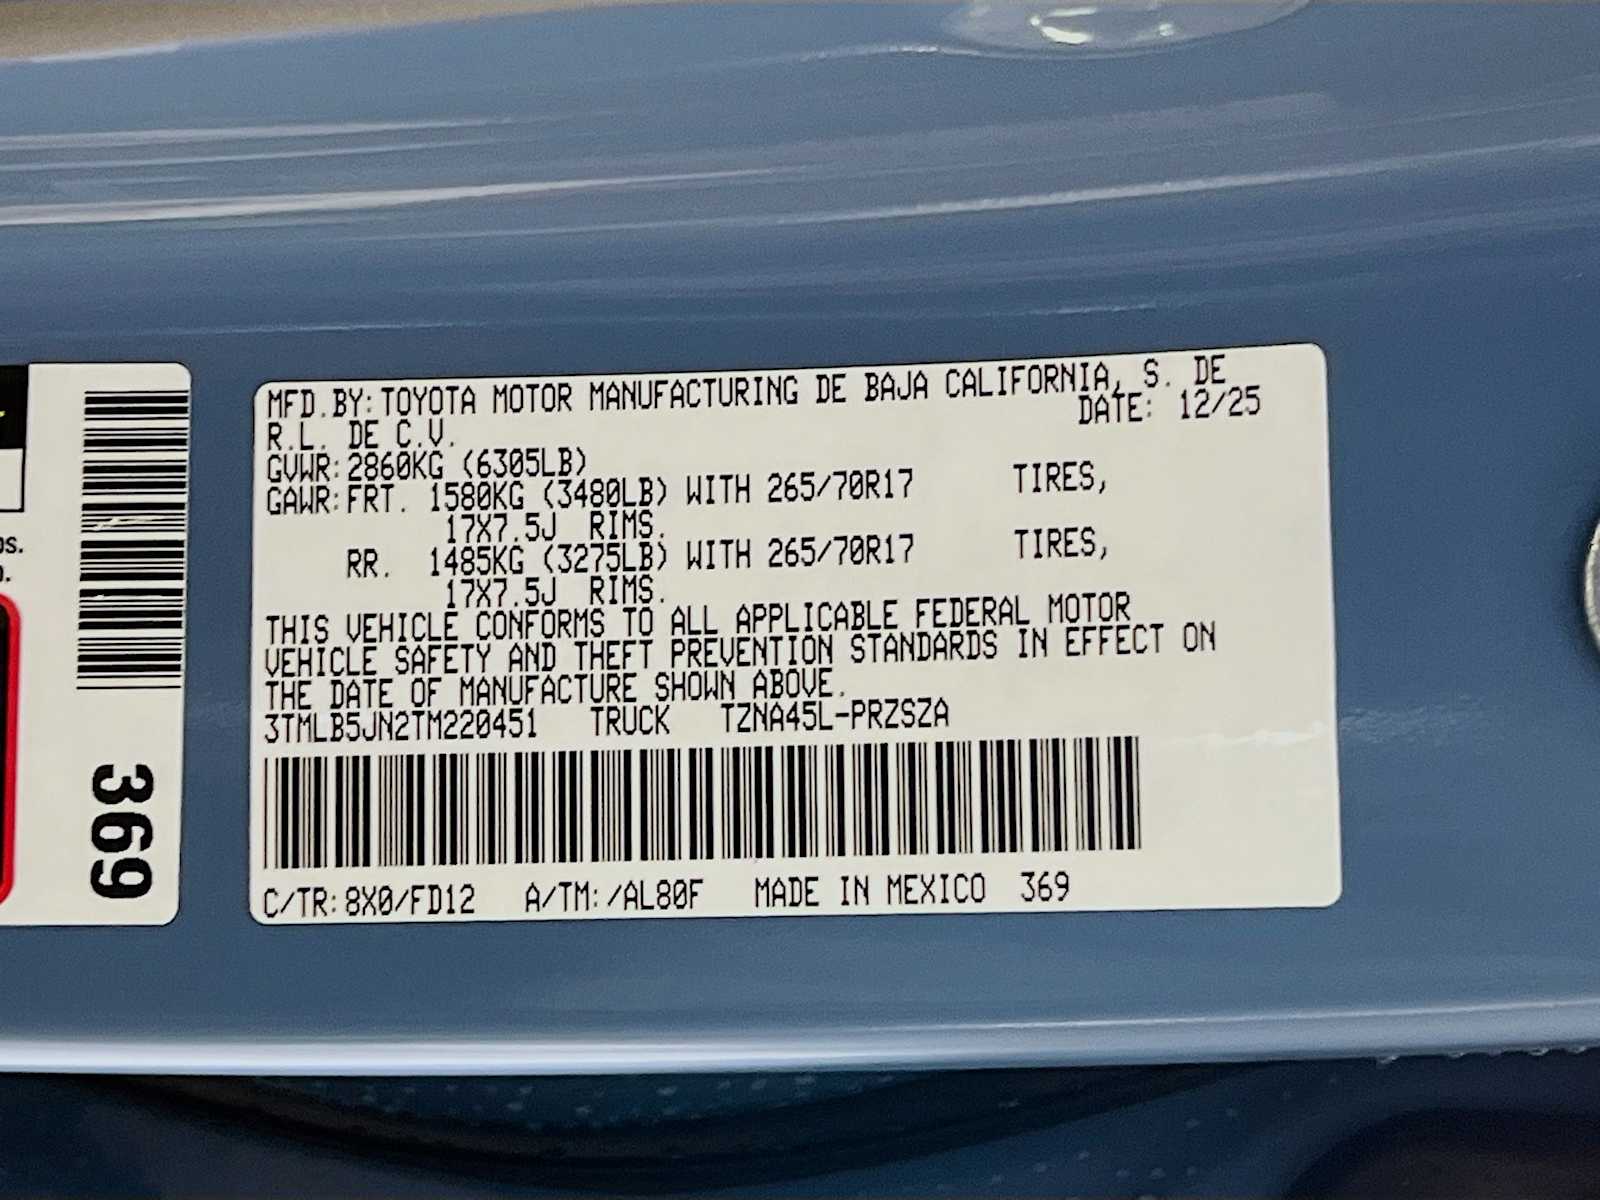 MFD.BY:TOYOTA MOTOR MANUFACTURING DE BAJA CALIFORNIA, S. DE
R.L. DE C.V. DATE: 12/25
GVWR:2860KG (6305LB)
GAWR:FRT. 1580KG (3480LB) WITH 265/70R17 TIRES,
17X7.5J RIMS.
RR. 1485KG (3275LB) WITH 265/70R17 TIRES,
17X7.5J RIMS.
THIS VEHICLE CONFORMS TO ALL APPLICABLE FEDERAL MOTOR
VEHICLE SAFETY AND THEFT PREVENTION STANDARDS IN EFFECT ON
THE DATE OF MANUFACTURE SHOWN ABOVE.
3TMLB5JN2TM220451 TRUCK TZNA45L-PRZSZA
C/TR:8X0/FD12 A/TM:/AL80F MADE IN MEXICO 369
369